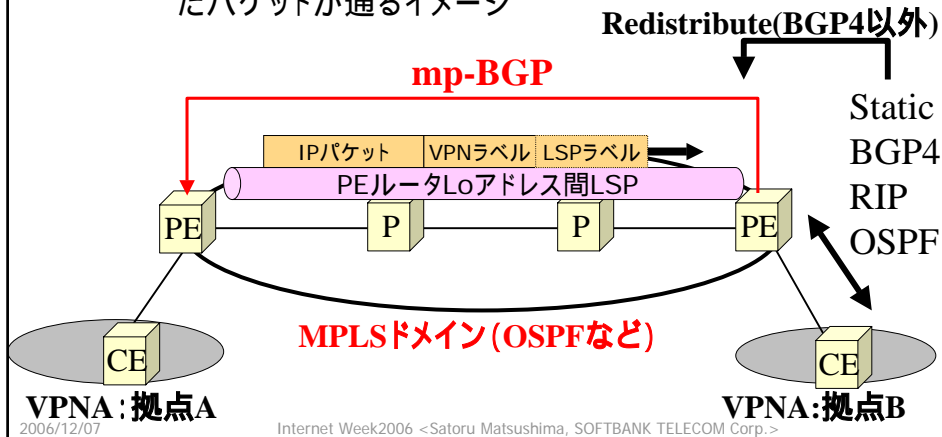 たパケットが通るイメージ
Redistribute(BGP4以外)
mp-BGP
Static
BGP4
RIP
OSPF
IPパケット
VPNラベル
LSPラベル
PEルータLoアドレス間LSP
PE
P
P
PE
MPLSドメイン(OSPFなど)
CE
CE
VPNA:拠点A
VPNA:拠点B
2006/12/07
Internet Week2006 <Satoru Matsushima, SOFTBANK TELECOM Corp.>